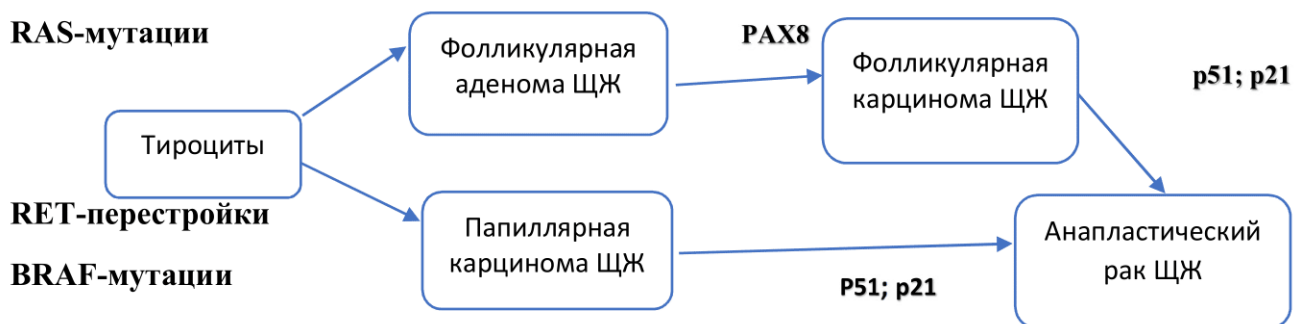 RAS-мутации
Фолликулярная
аденома ЩЖ
PAX8
Фолликулярная
карцинома ЩЖ
p51; p21
Тироциты
RET-перестройки
BRAF-мутации
Папиллярная
карцинома ЩЖ
P51; p21
Анапластический
рак ЩЖ